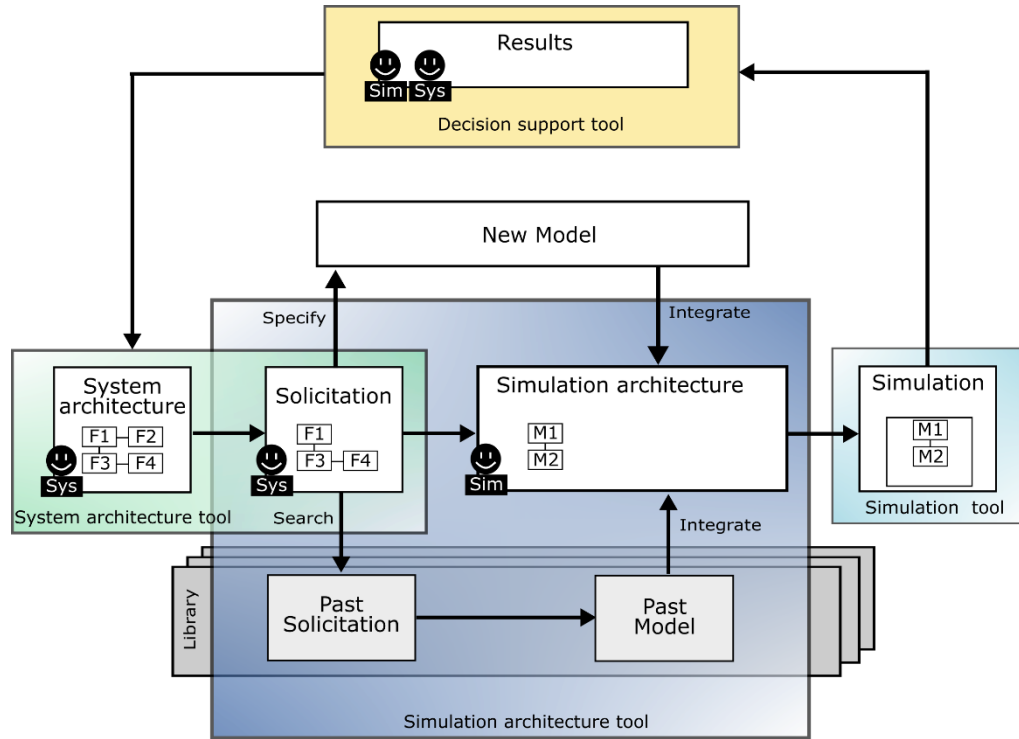 Results
Sim Sys
Decision support tool
New Model
Specify
Integrate
System
architecture
F1 F2
F3 F4
Sys
System architecture tool
Solicitation
F1
F3 F4
Sys
Simulation architecture
M1
M2
Sim
Simulation
M1
M2
Simulation tool
Search
Integrate
Library
Past
Solicitation
Past
Model
Simulation architecture tool